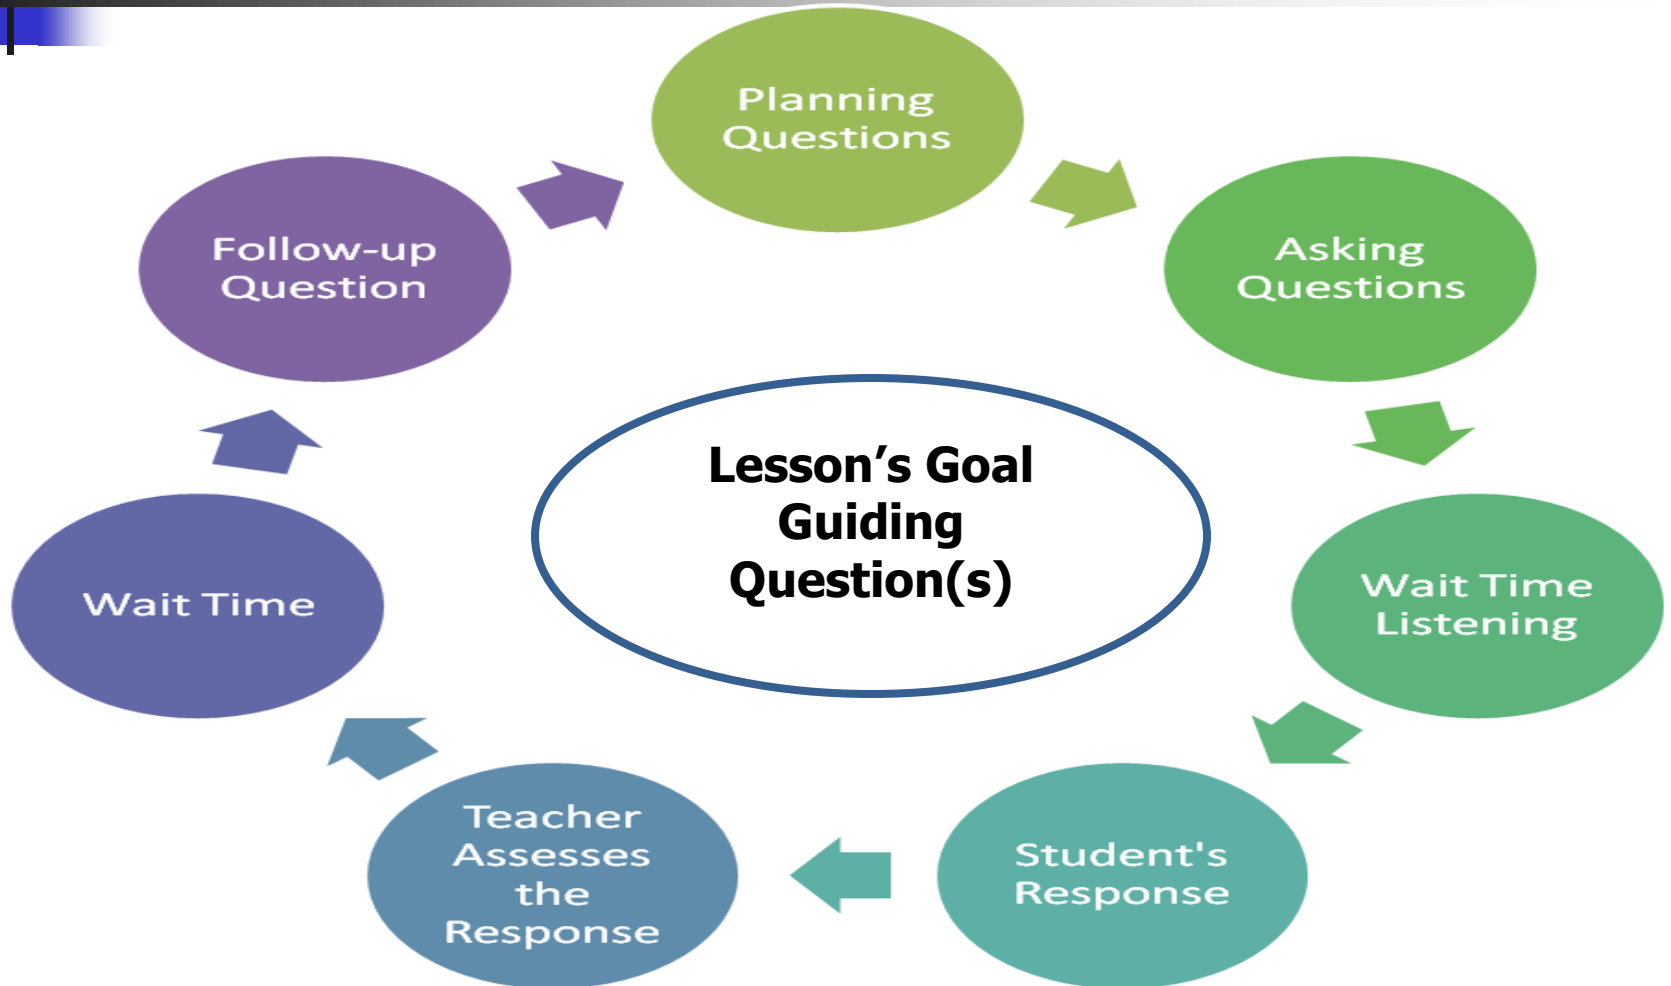 Planning
Questions
Asking
Questions
Wait Time
Listening
Student's
Response
Teacher
Assesses
the
Response
Wait Time
Follow-up
Question
Lesson’s Goal
Guiding
Question(s)